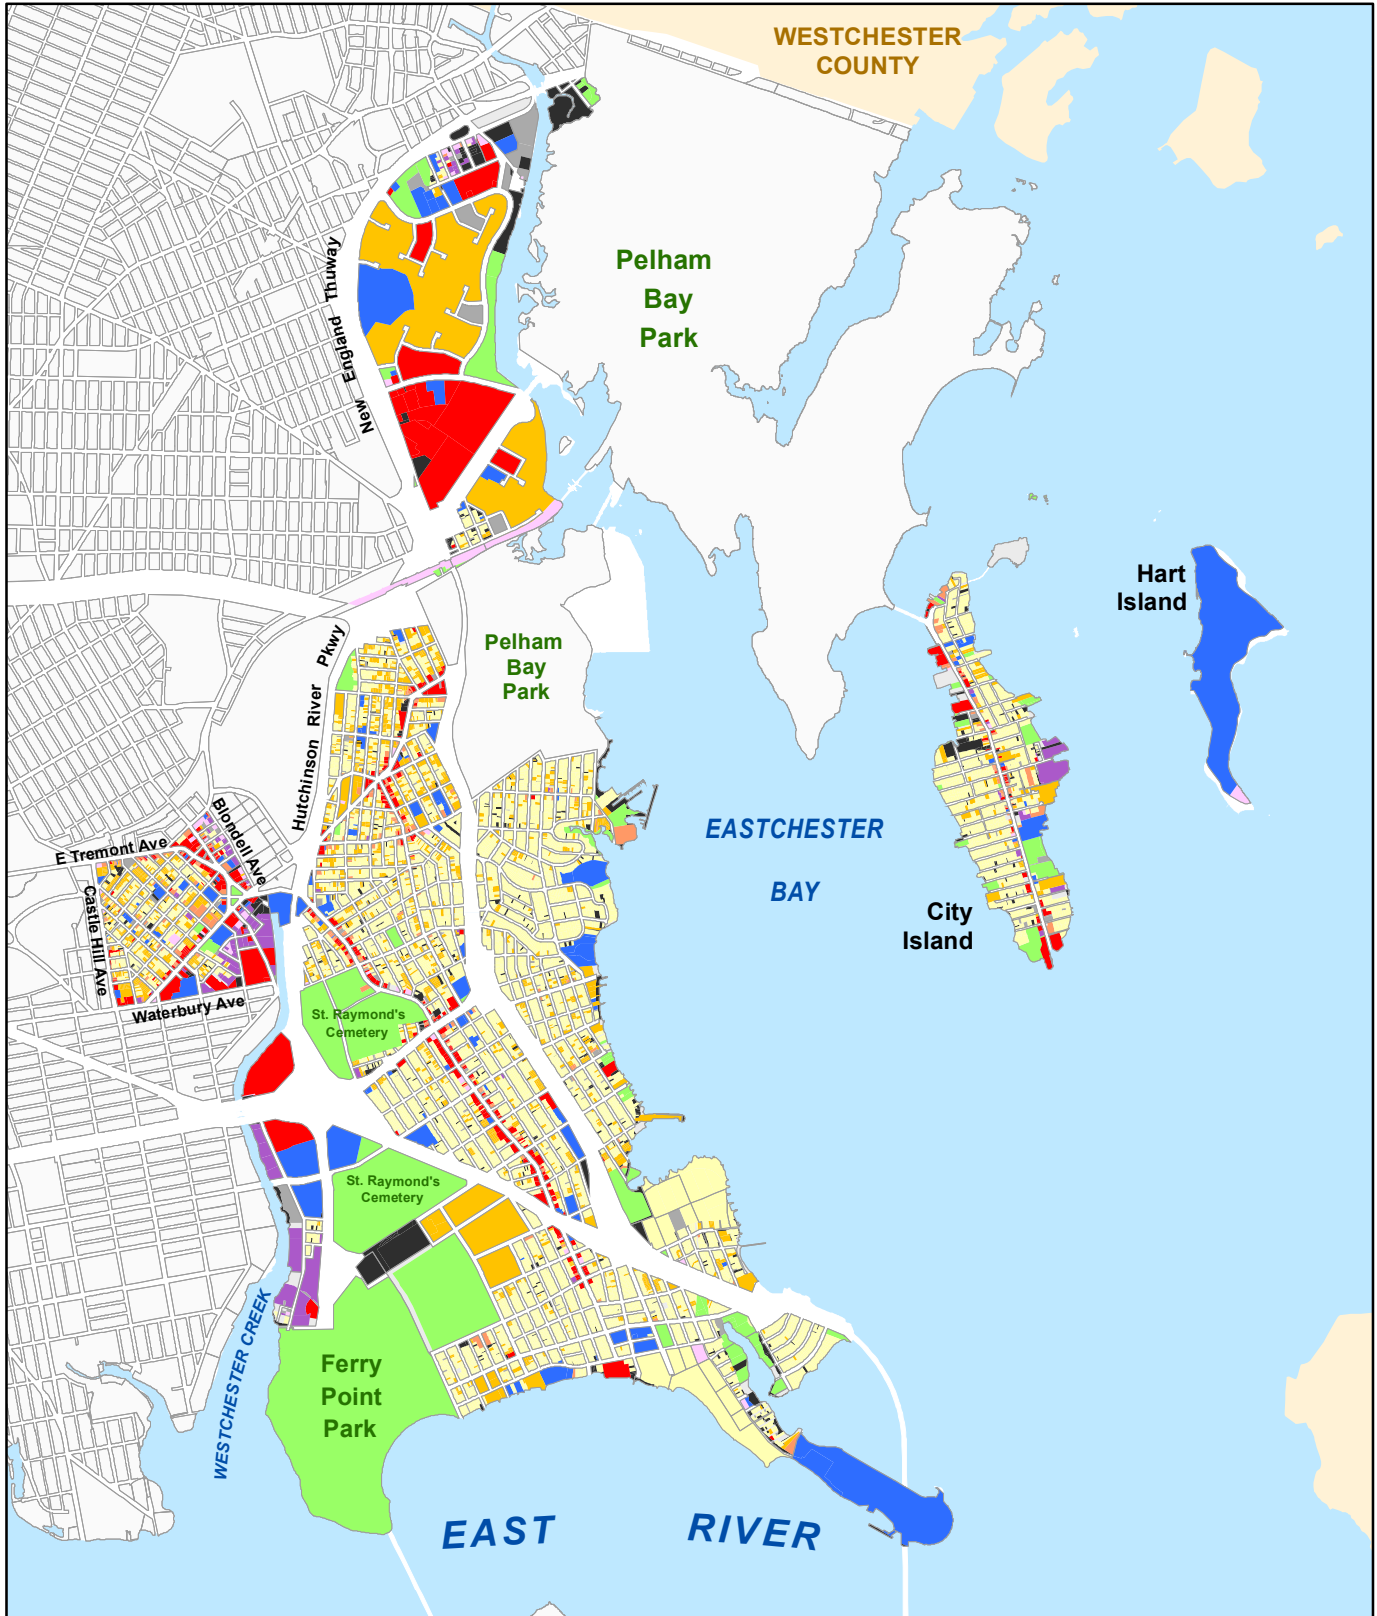 WESTCHESTER
COUNTY
Pelham
Bay
Park
New England Thuway
Hart
Island
Pelham
Bay
Park
Hutchinson River Pkwy
EASTCHESTER
BAY
Blondell Ave
E Tremont Ave
Castle Hill Ave
City
Island
Waterbury Ave
St. Raymond's
Cemetery
St. Raymond's
Cemetery
WESTCHESTER CREEK
Ferry
Point
Park
EAST RIVER